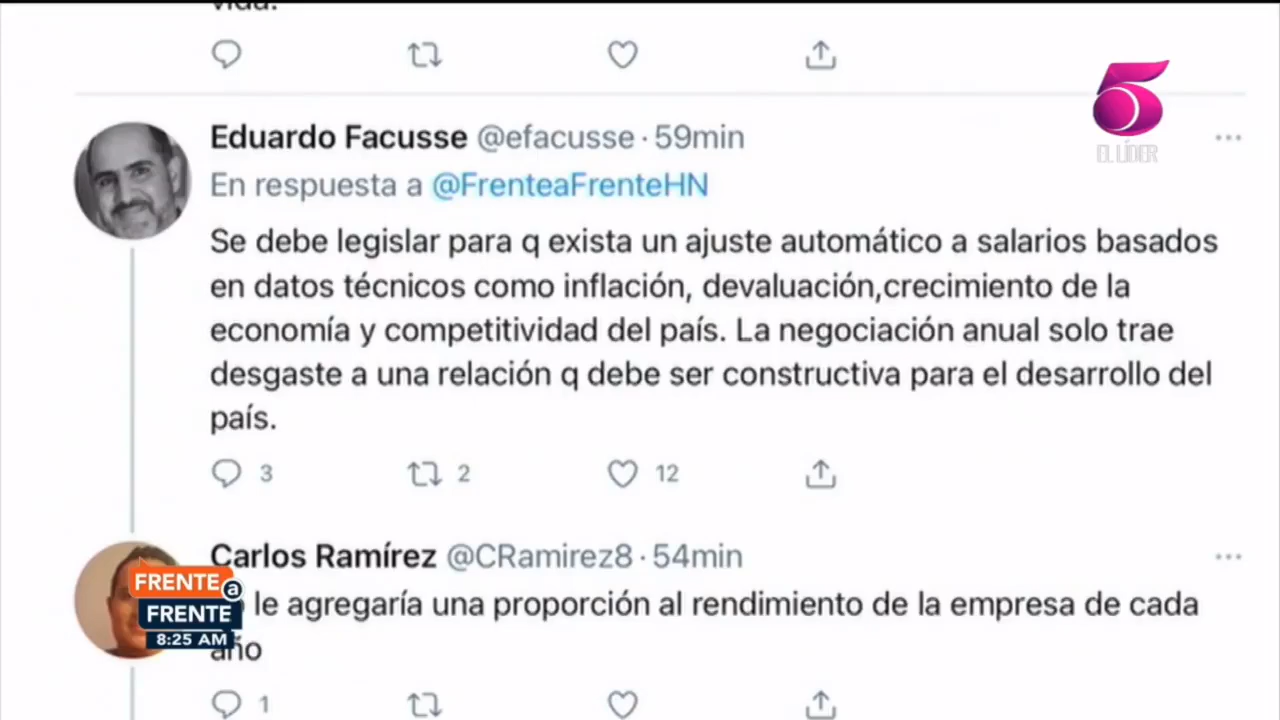 vida.
5
EL LÍDER
Eduardo Facusse @efacusse · 59min
En respuesta a @FrenteaFrenteHN
Se debe legislar para q exista un ajuste automático a salarios basados
en datos técnicos como inflación, devaluación,crecimiento de la
economía y competitividad del país. La negociación anual solo trae
desgaste a una relación q debe ser constructiva para el desarrollo del
país.
3 2 12
Carlos Ramírez @CRamirez8 · 54min
le agregaría una proporción al rendimiento de la empresa de cada
año
1
FRENTE a
FRENTE
8:25 AM